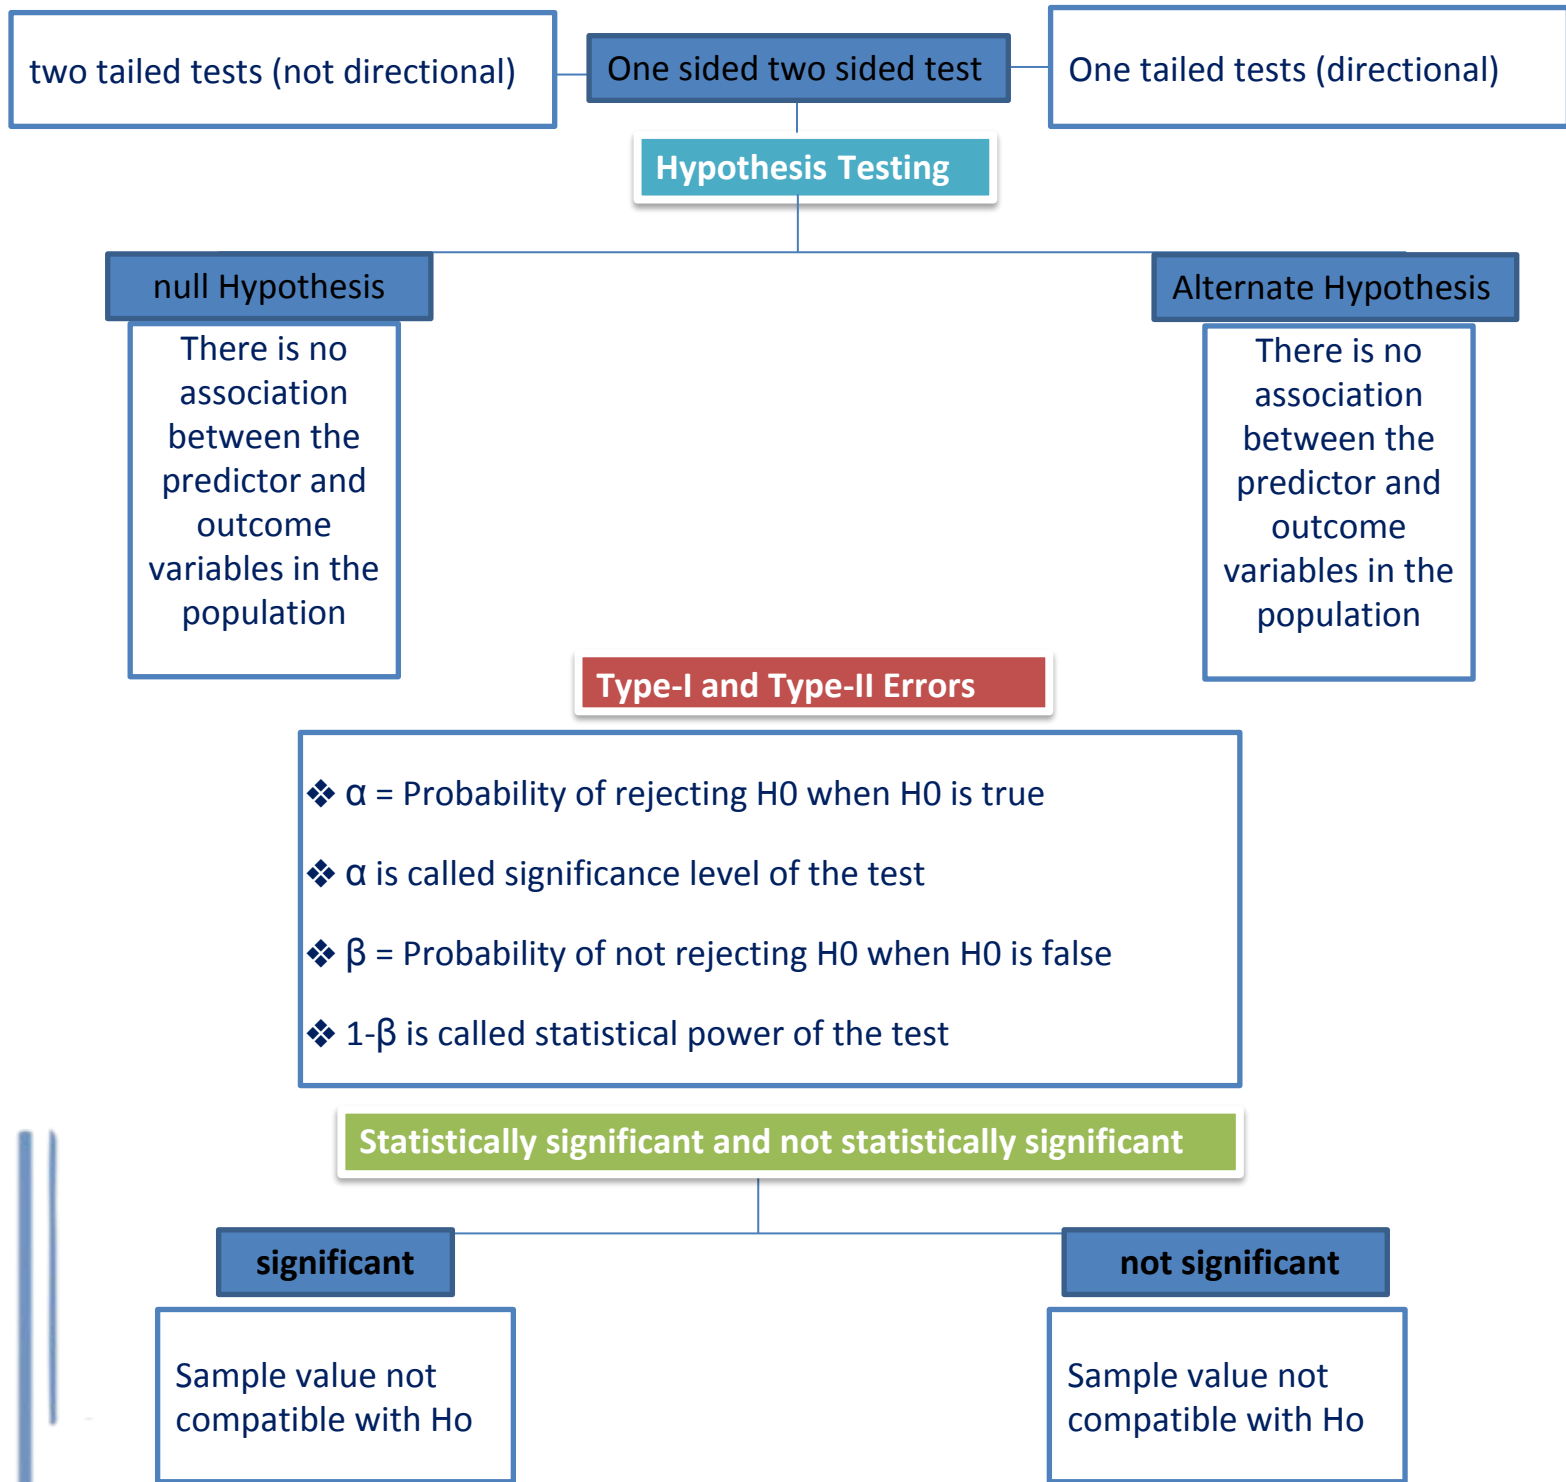 two tailed tests (not directional)
One sided two sided test
One tailed tests (directional)
Hypothesis Testing
null Hypothesis
There is no
association
between the
predictor and
outcome
variables in the
population
Alternate Hypothesis
There is no
association
between the
predictor and
outcome
variables in the
population
Type-I and Type-II Errors
❖ α = Probability of rejecting H0 when H0 is true
❖ α is called significance level of the test
❖ β = Probability of not rejecting H0 when H0 is false
❖ 1-β is called statistical power of the test
Statistically significant and not statistically significant
significant
Sample value not
compatible with Ho
not significant
Sample value not
compatible with Ho